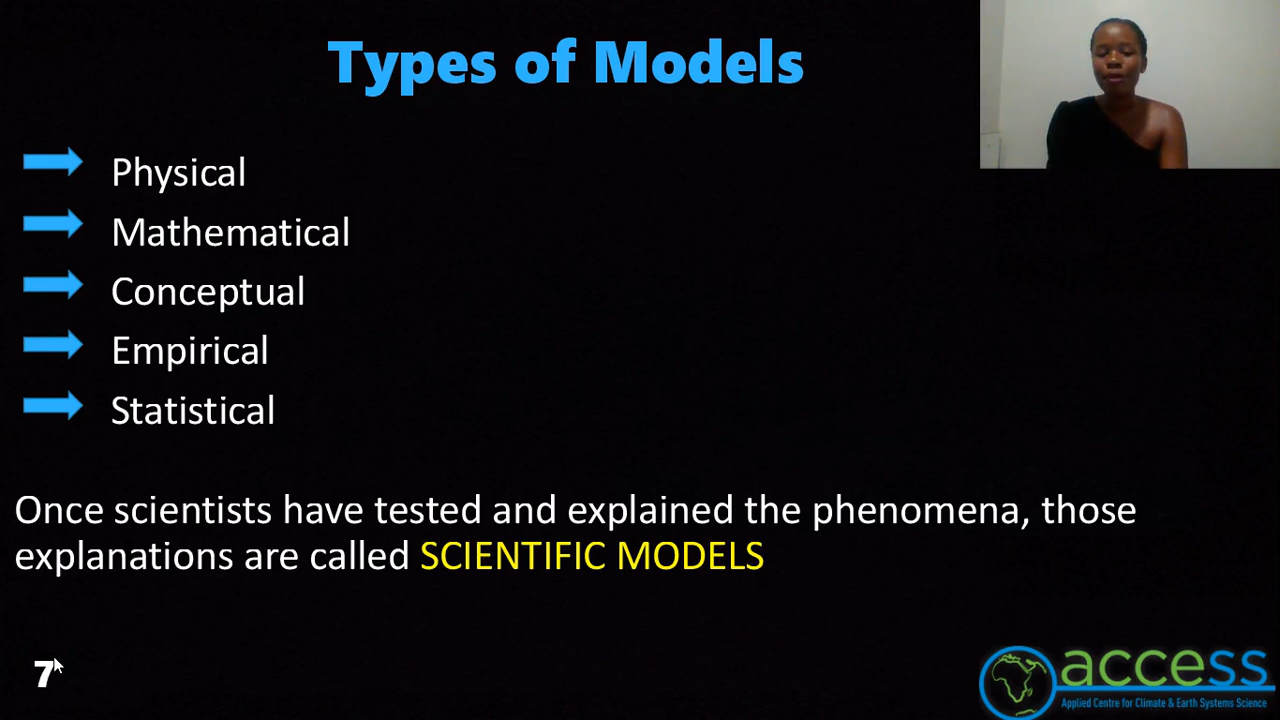 Types of Models
Physical
Mathematical
Conceptual
Empirical
Statistical
Once scientists have tested and explained the phenomena, those
explanations are called SCIENTIFIC MODELS
7
access
Applied Centre for Climate & Earth Systems Science